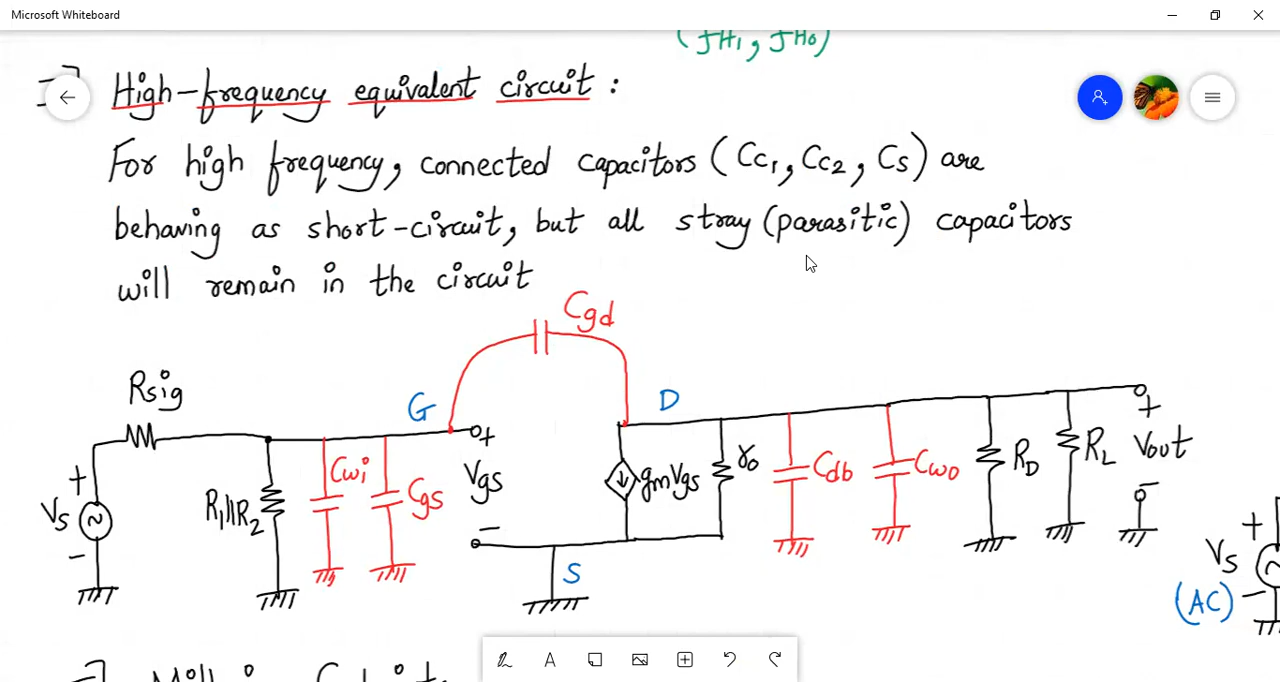 Microsoft Whiteboard
(fH1, fHo)
High-frequency equivalent circuit :
For high frequency, connected capacitors (Cc1, Cc2, Cs) are
behaving as short-circuit, but all stray (parasitic) capacitors
will remain in the circuit
Cgd
Rsig
G
D
+
Vs
-
R1||R2
Cwi
Cgs
+
Vgs
-
gmVgs
ro
Cdb
Cwo
RD
RL
+
Vout
-
S
+
Vs
-
(AC)